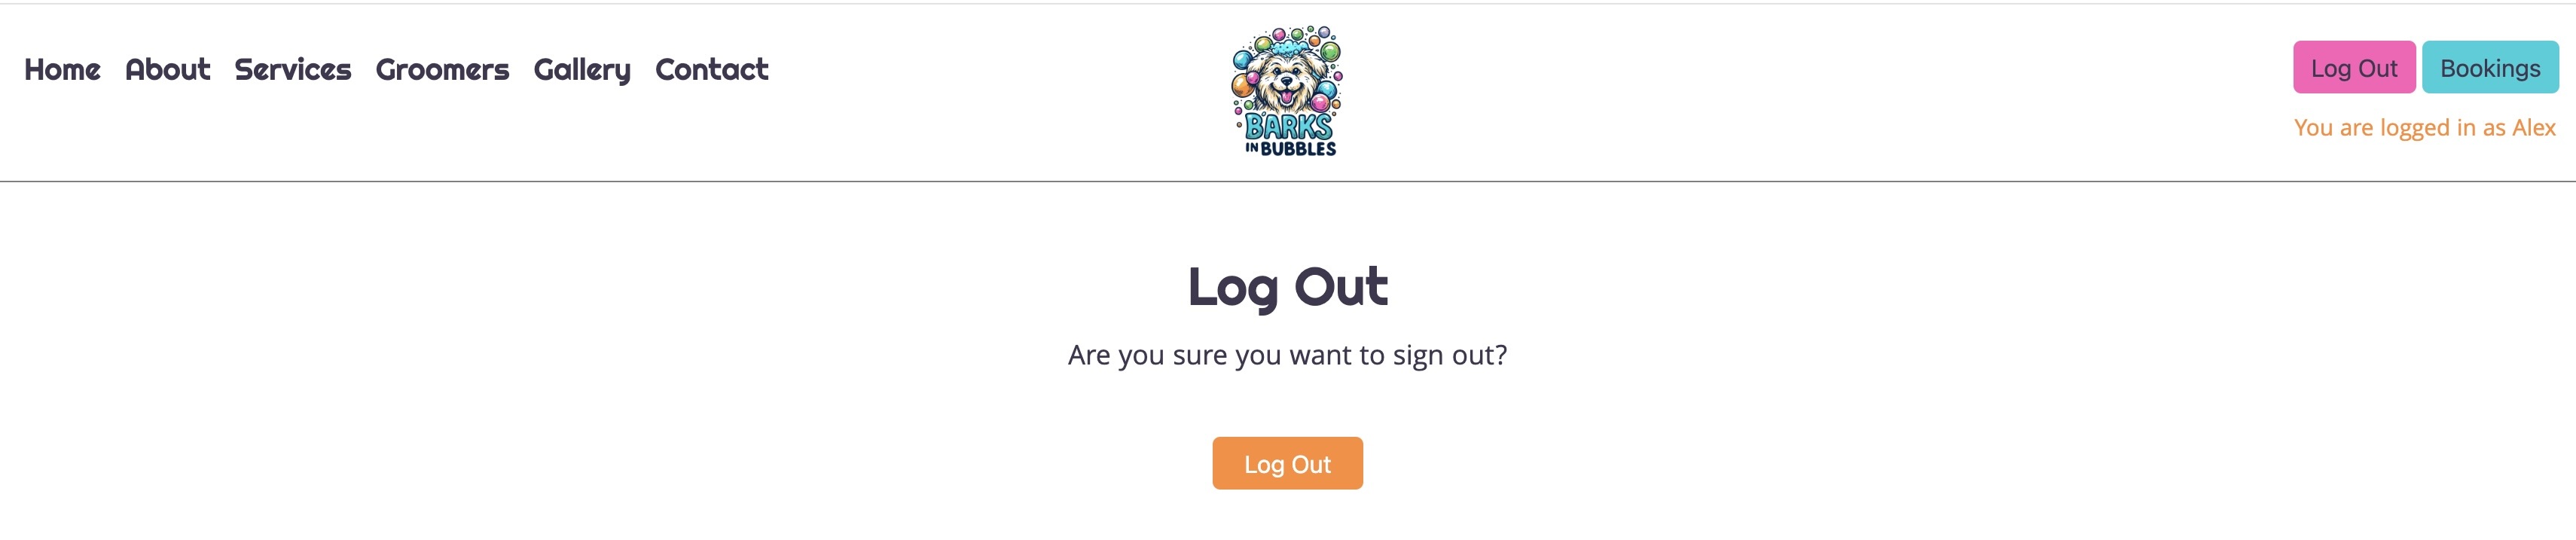 Home About Services Groomers Gallery Contact
BARKS
IN BUBBLES
Log Out Bookings
You are logged in as Alex
Log Out
Are you sure you want to sign out?
Log Out